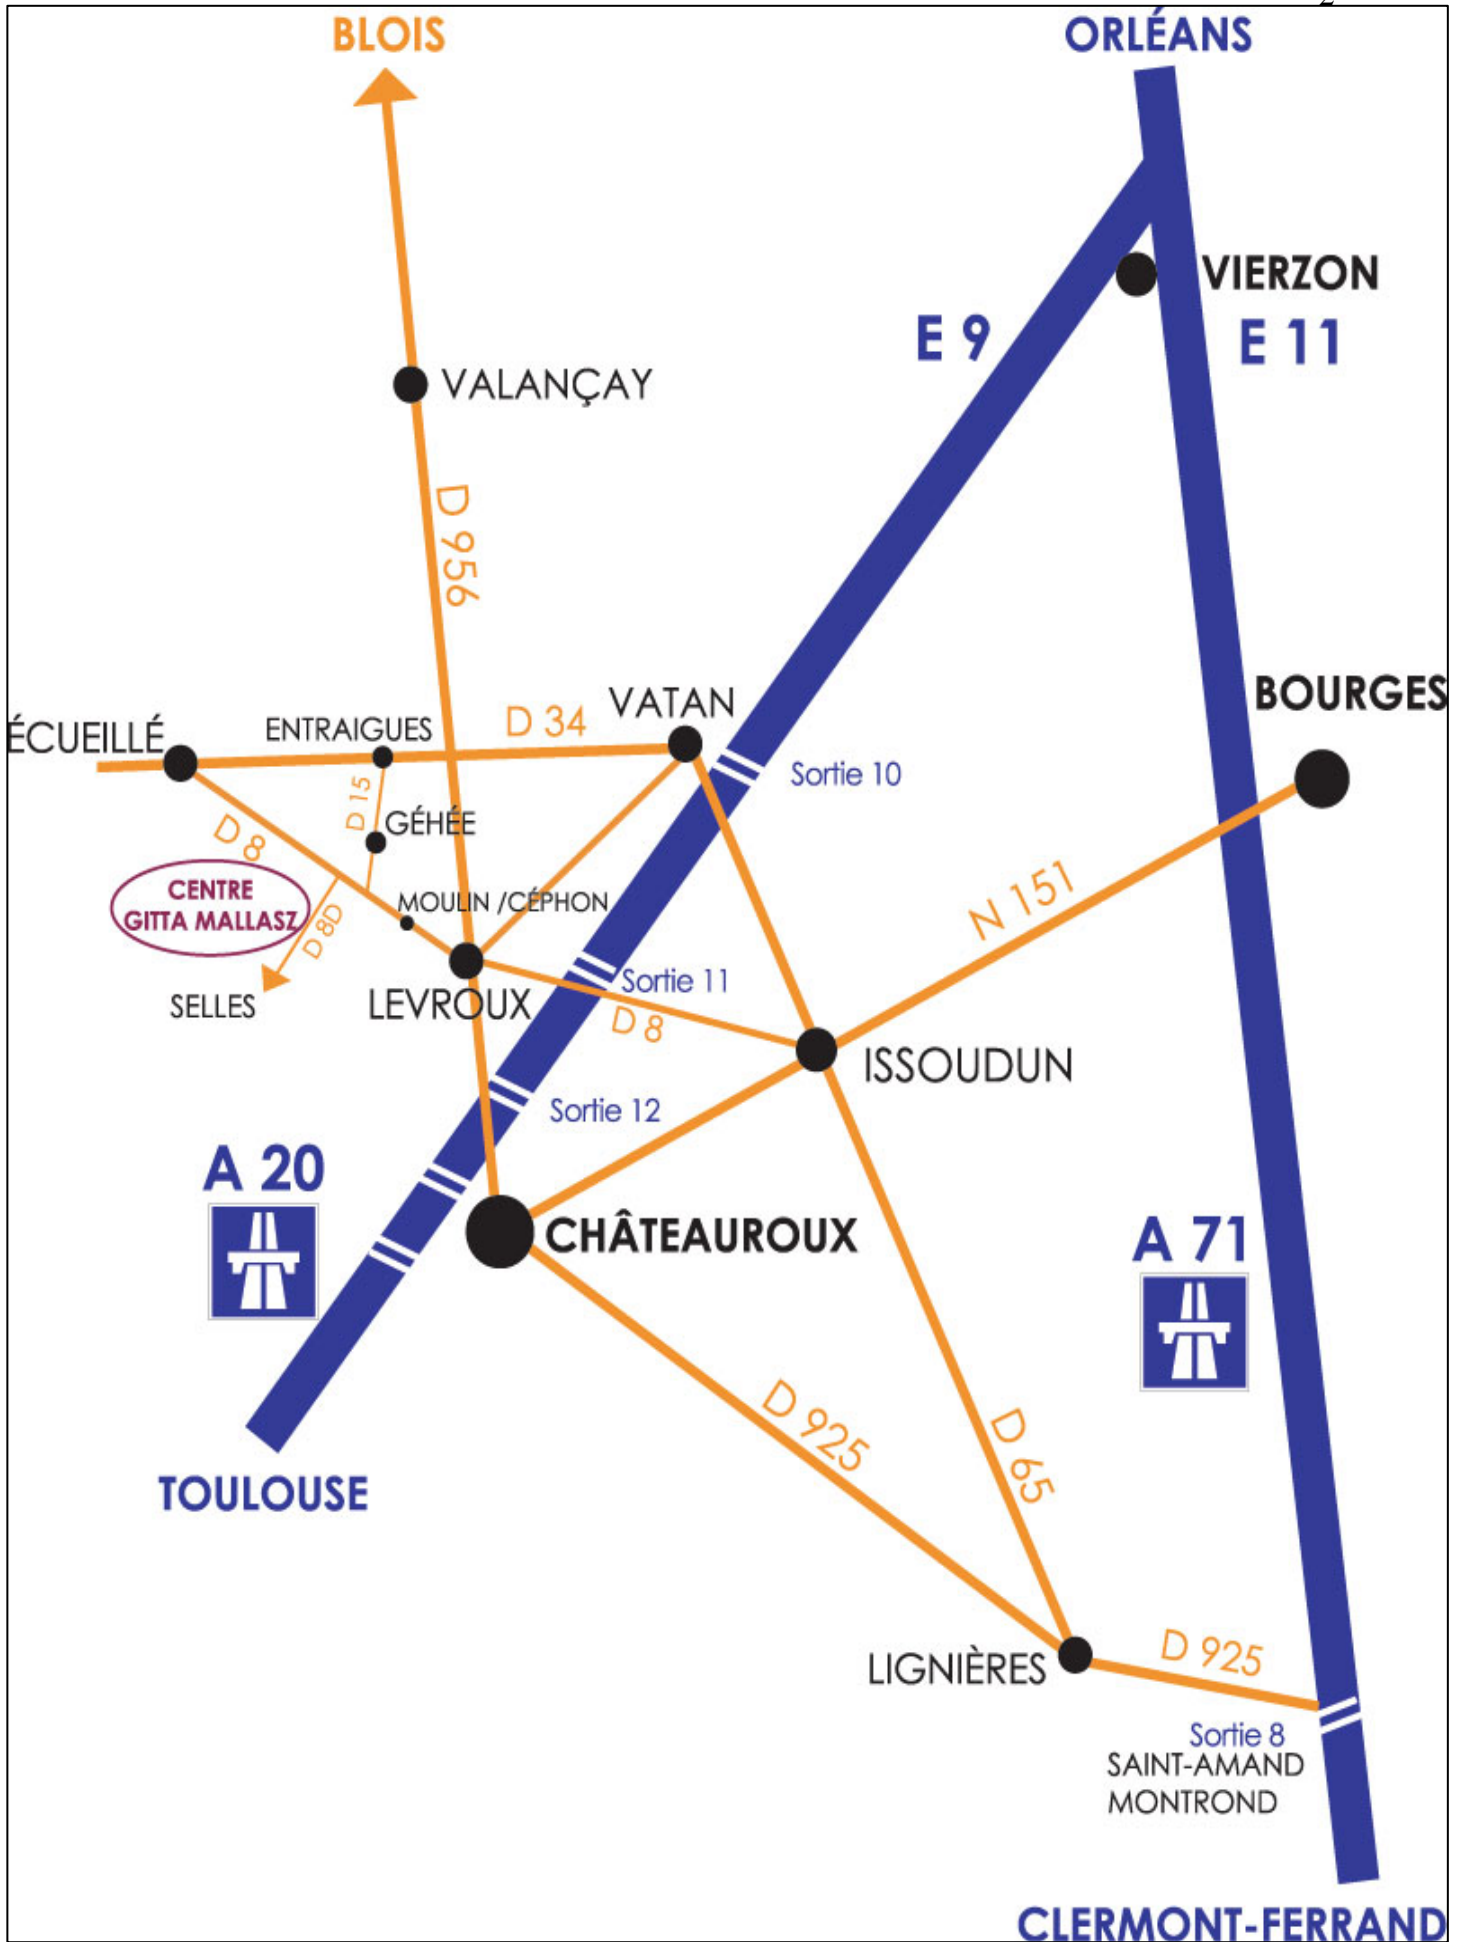 2
BLOIS
ORLÉANS
VIERZON
E 9
E 11
VALANÇAY
D 956
BOURGES
VATAN
ÉCUEILLÉ
ENTRAIGUES
D 34
Sortie 10
D 15
GÉHÉE
D 8
CENTRE
GITTA MALLASZ
MOULIN /CÉPHON
N 151
D 8D
Sortie 11
SELLES
LEVROUX
D 8
ISSOUDUN
Sortie 12
A 20
CHÂTEAUROUX
A 71
D 925
D 65
TOULOUSE
LIGNIÈRES
D 925
Sortie 8
SAINT-AMAND
MONTROND
CLERMONT-FERRAND